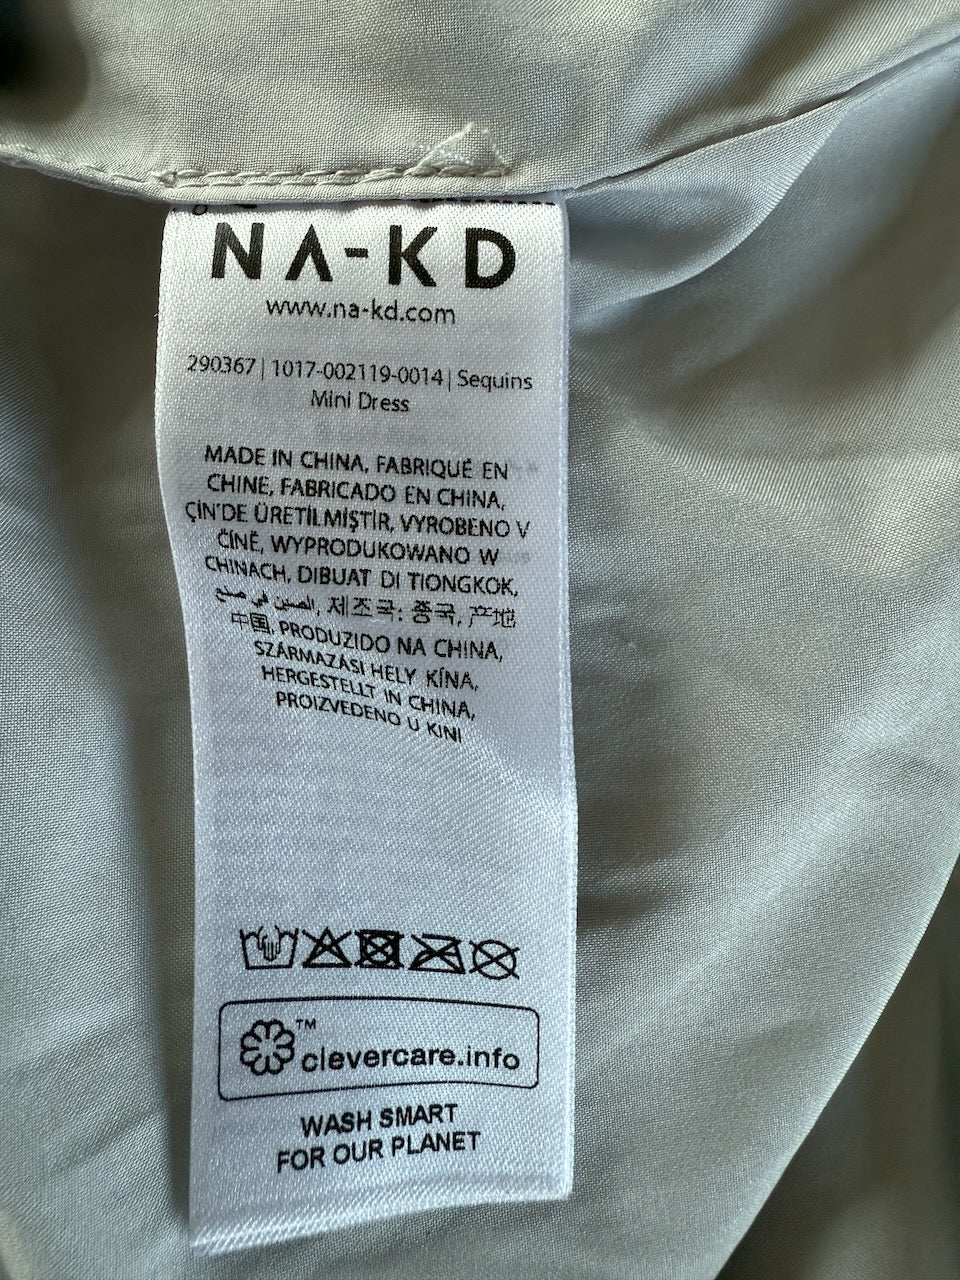 NA-KD
www.na-kd.com
290367 | 1017-002119-0014 | Sequins
Mini Dress
MADE IN CHINA, FABRIQUÉ EN
CHINE, FABRICADO EN CHINA,
ÇİN'DE ÜRETİLMİŞTİR, VYROBENO V
ČÍNĚ, WYPRODUKOWANO W
CHINACH, DIBUAT DI TIONGKOK,
صنع في الصين, 제조국: 중국, 产地
中国, PRODUZIDO NA CHINA,
SZÁRMAZÁSI HELY KÍNA,
HERGESTELLT IN CHINA,
PROIZVEDENO U KINI
TM
clevercare.info
WASH SMART
FOR OUR PLANET